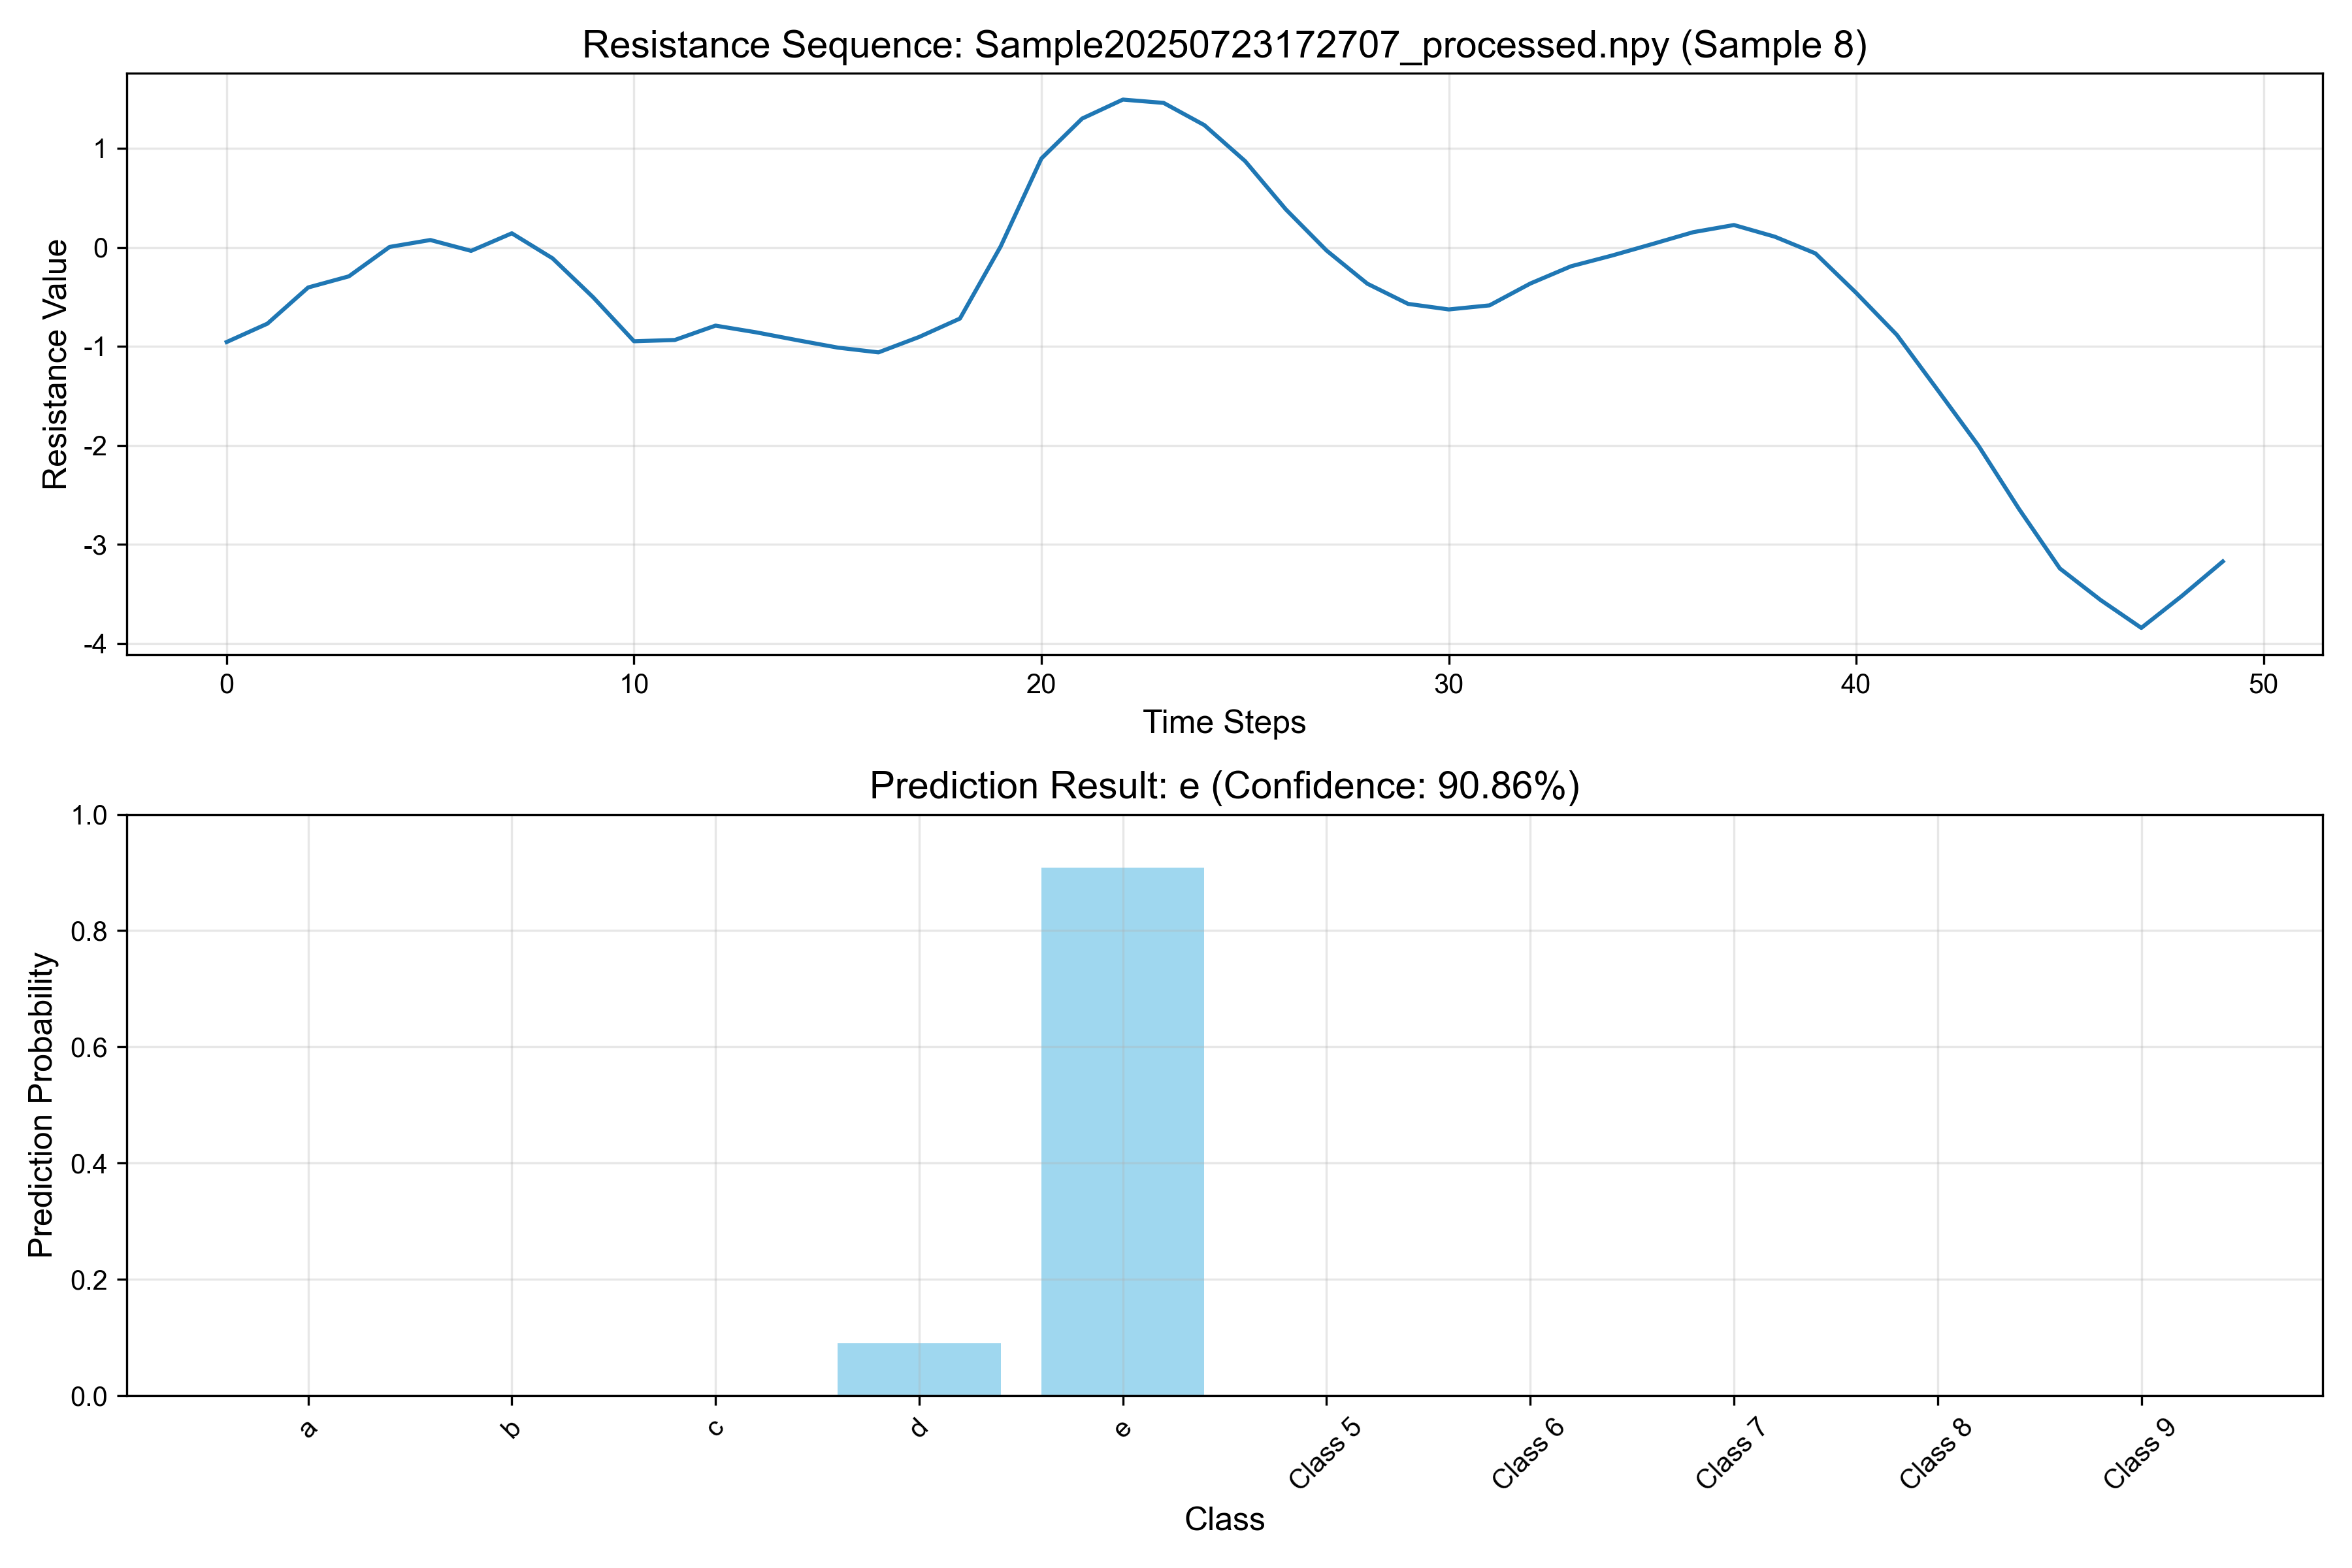 Resistance Sequence: Sample20250723172707_processed.npy (Sample 8)
Resistance Value
1
0
-1
-2
-3
-4
0 10 20 30 40 50
Time Steps
Prediction Result: e (Confidence: 90.86%)
Prediction Probability
1.0
0.8
0.6
0.4
0.2
0.0
a b c d e Class 5 Class 6 Class 7 Class 8 Class 9
Class